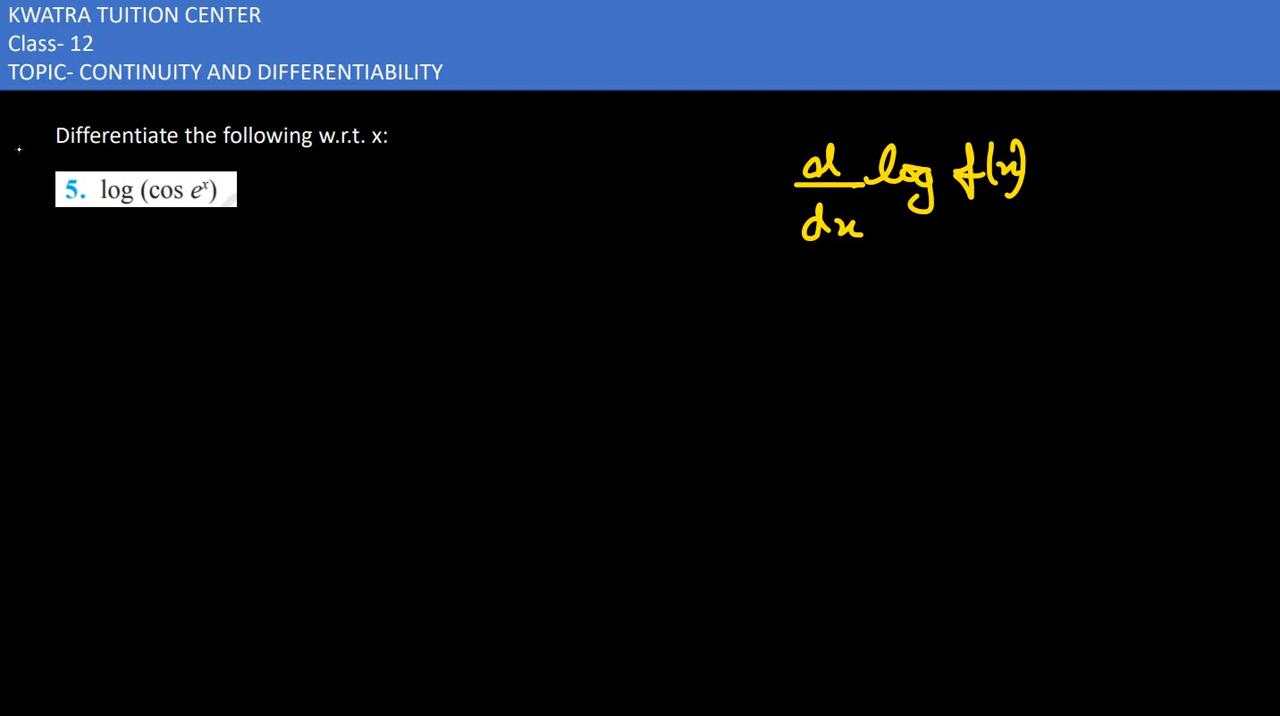 KWATRA TUITION CENTER
Class- 12
TOPIC- CONTINUITY AND DIFFERENTIABILITY
Differentiate the following w.r.t. x:
5. log (cos eˣ)
d/dx log f(x)